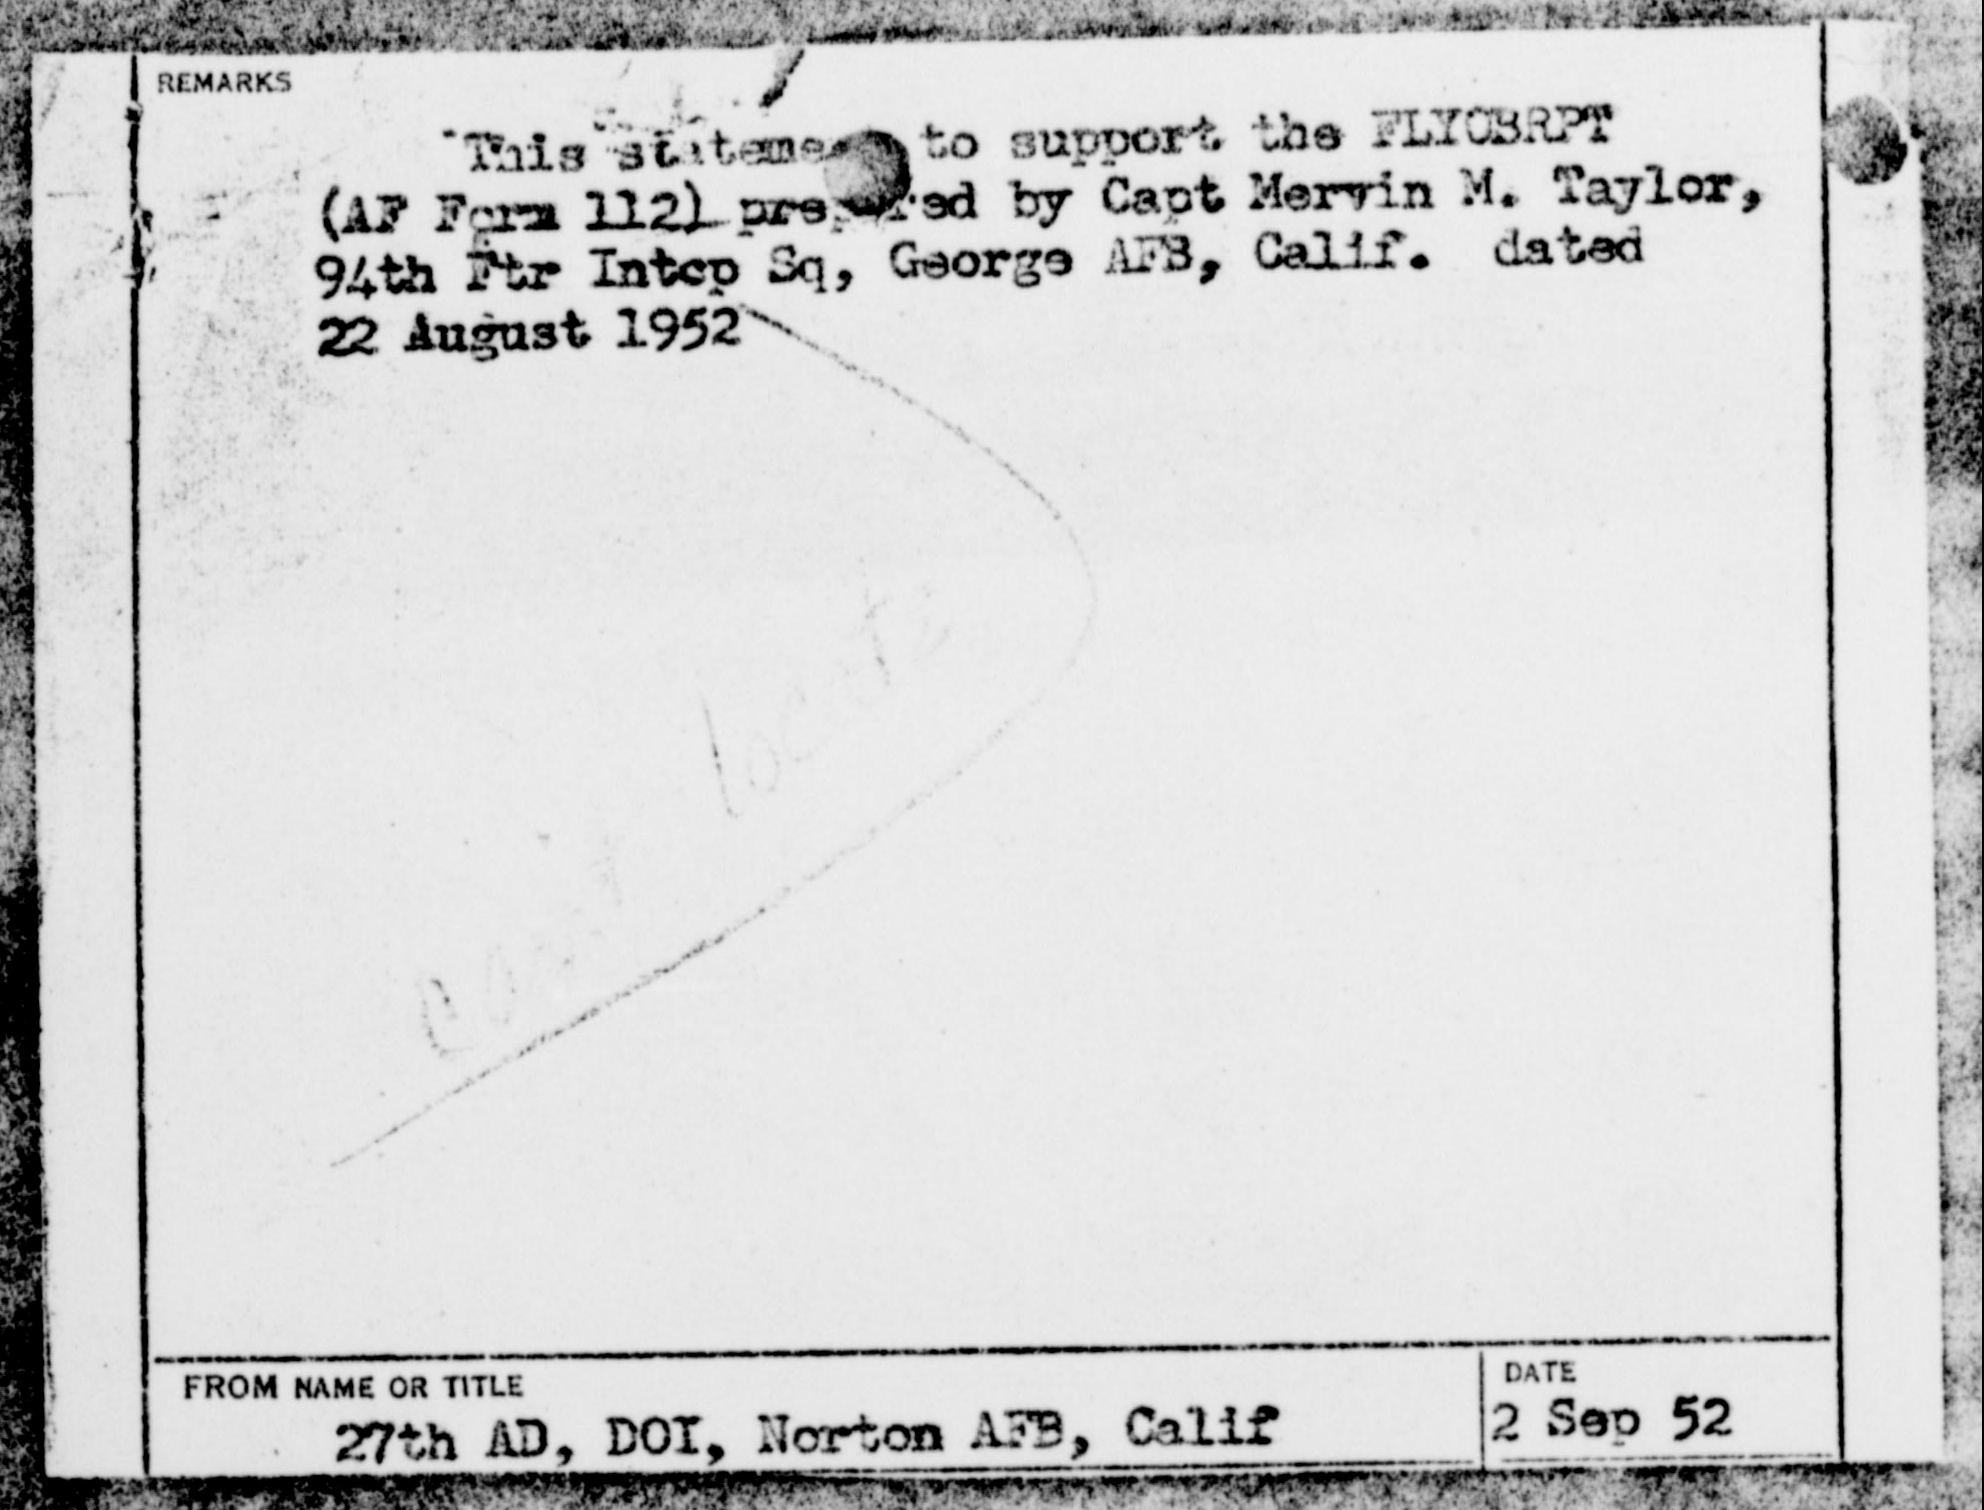 REMARKS
This statement to support the FLYOBRPT
(AF Form 112) prepared by Capt Mervin M. Taylor,
94th Ftr Intcp Sq, George AFB, Calif. dated
22 August 1952
can't locate
FROM NAME OR TITLE
27th AD, DOI, Norton AFB, Calif
DATE
2 Sep 52